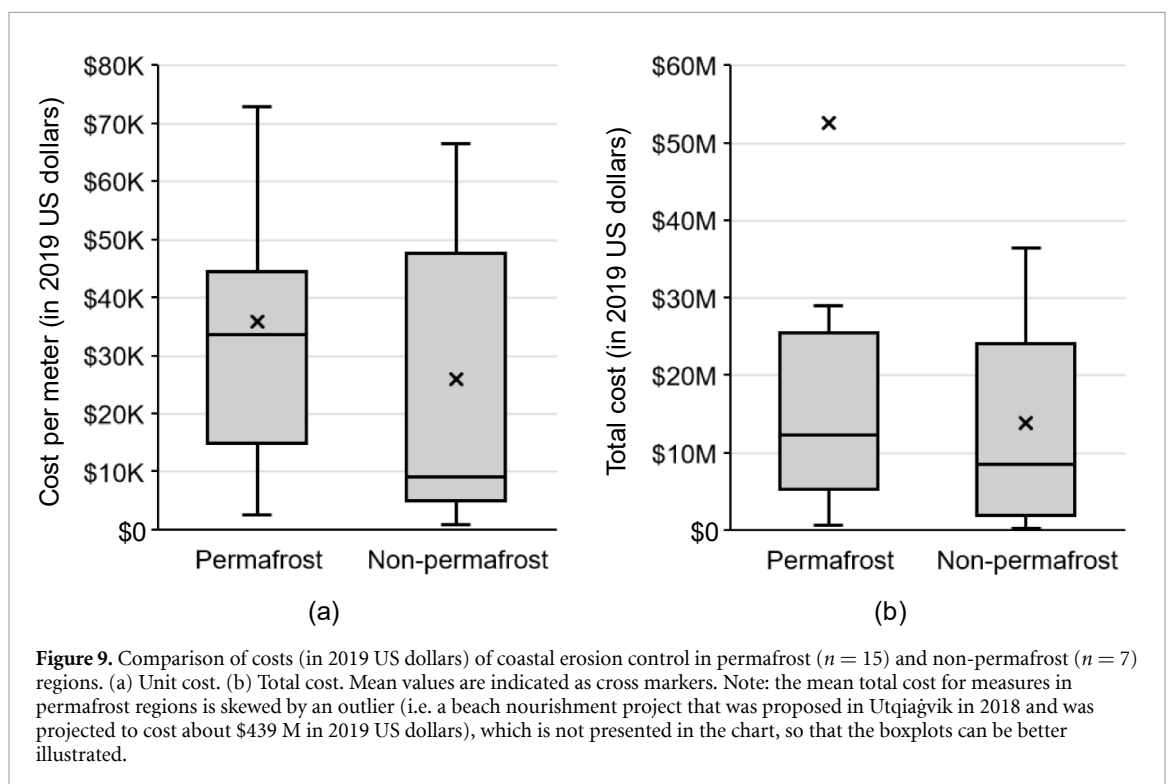 $80K
$70K
$60K
$50K
$40K
$30K
$20K
$10K
$0
Cost per meter (in 2019 US dollars)
Permafrost Non-permafrost
(a)
$60M
$50M
$40M
$30M
$20M
$10M
$0
Total cost (in 2019 US dollars)
Permafrost Non-permafrost
(b)
Figure 9. Comparison of costs (in 2019 US dollars) of coastal erosion control in permafrost (n = 15) and non-permafrost (n = 7)
regions. (a) Unit cost. (b) Total cost. Mean values are indicated as cross markers. Note: the mean total cost for measures in
permafrost regions is skewed by an outlier (i.e. a beach nourishment project that was proposed in Utqiaġvik in 2018 and was
projected to cost about $439 M in 2019 US dollars), which is not presented in the chart, so that the boxplots can be better
illustrated.